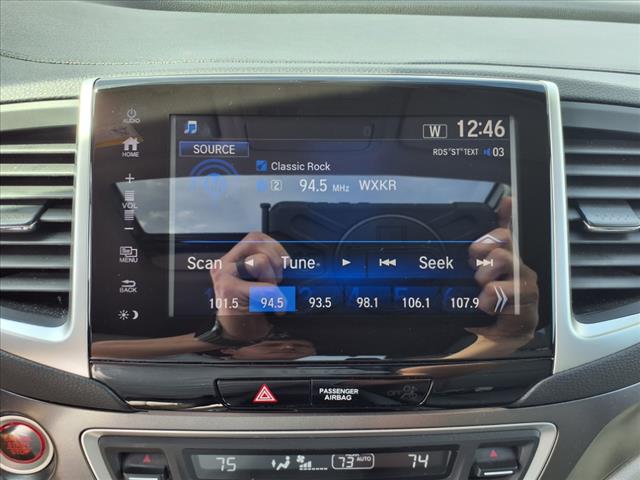 AUDIO
W 12:46
HOME
SOURCE
RDS "ST" TEXT 03
Classic Rock
2 94.5 MHz WXKR
+
VOL
−
MENU
Scan Tune Seek
BACK
101.5 94.5 93.5 98.1 106.1 107.9
PASSENGER
AIRBAG
OFF
75 73 AUTO 74